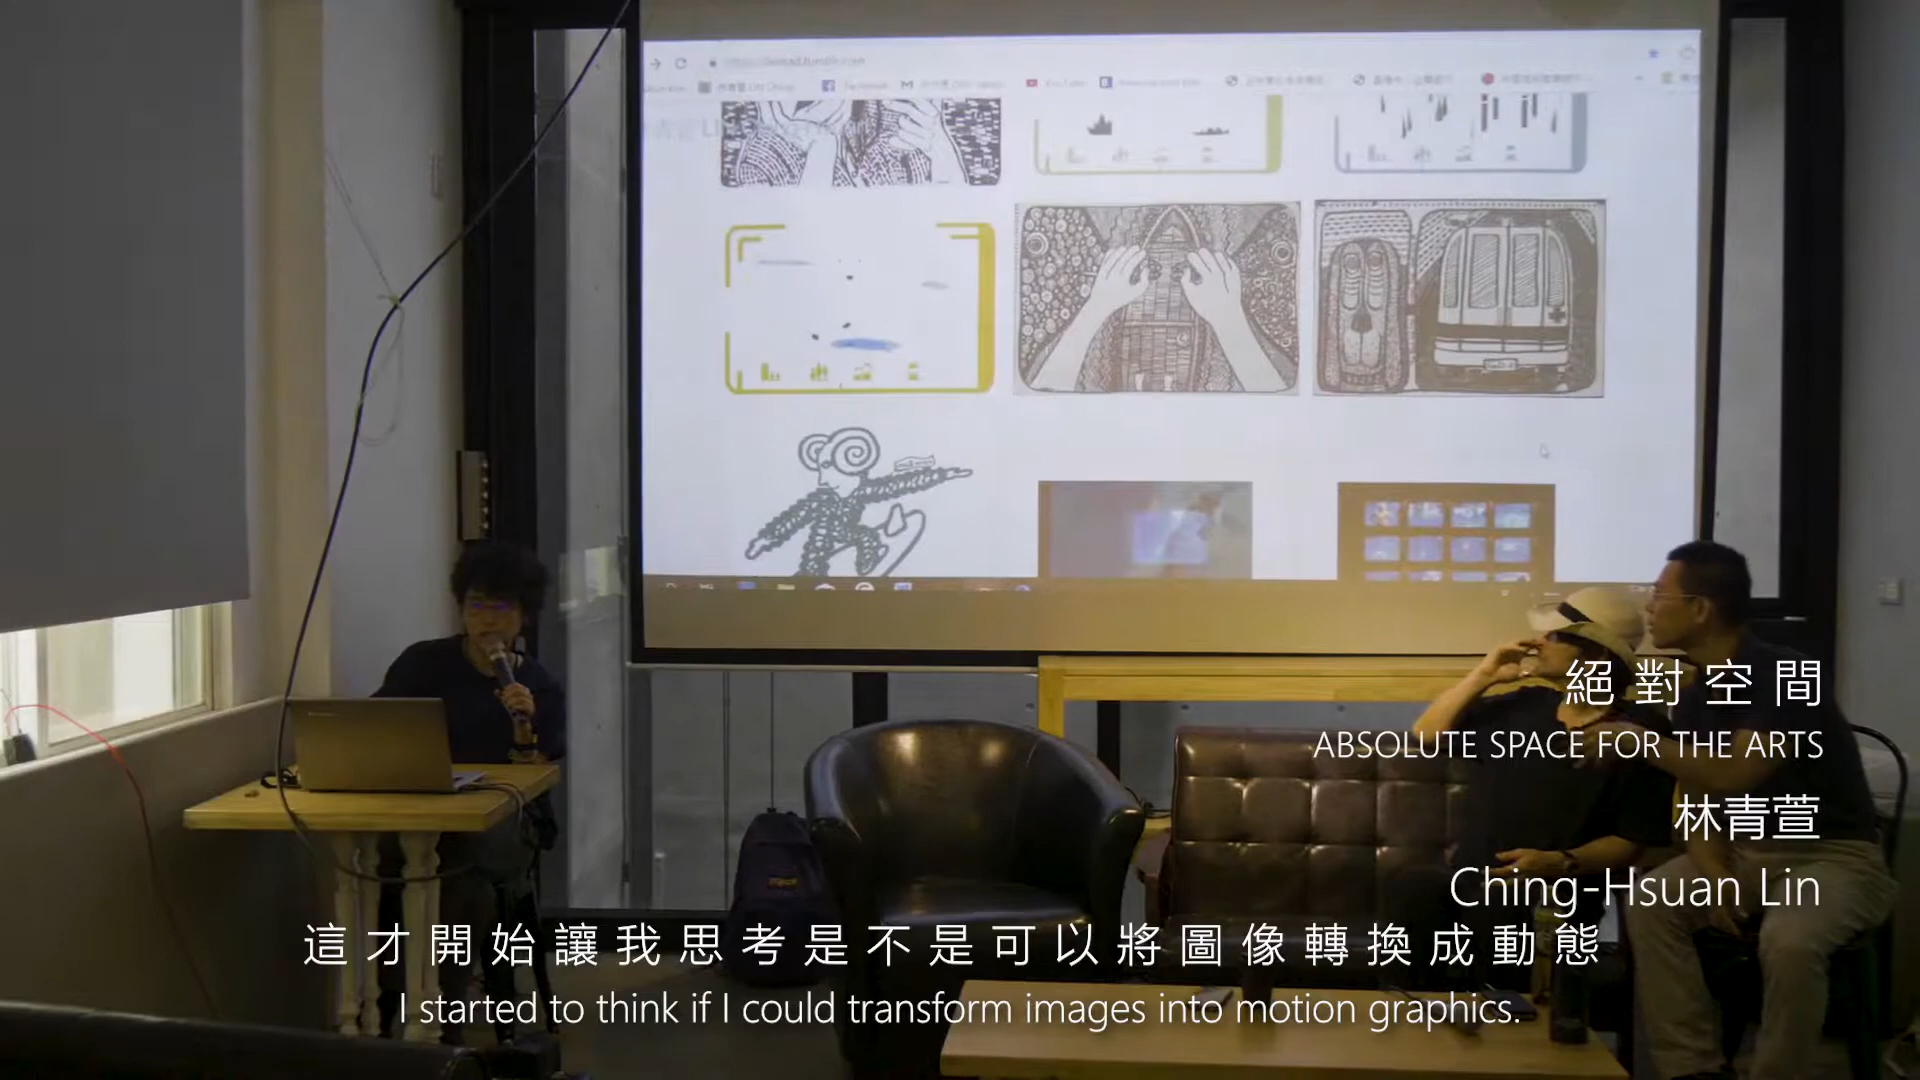 Facebook
YouTube
絕對空間
ABSOLUTE SPACE FOR THE ARTS
林青萱
Ching-Hsuan Lin
這才開始讓我思考是不是可以將圖像轉換成動態
I started to think if I could transform images into motion graphics.